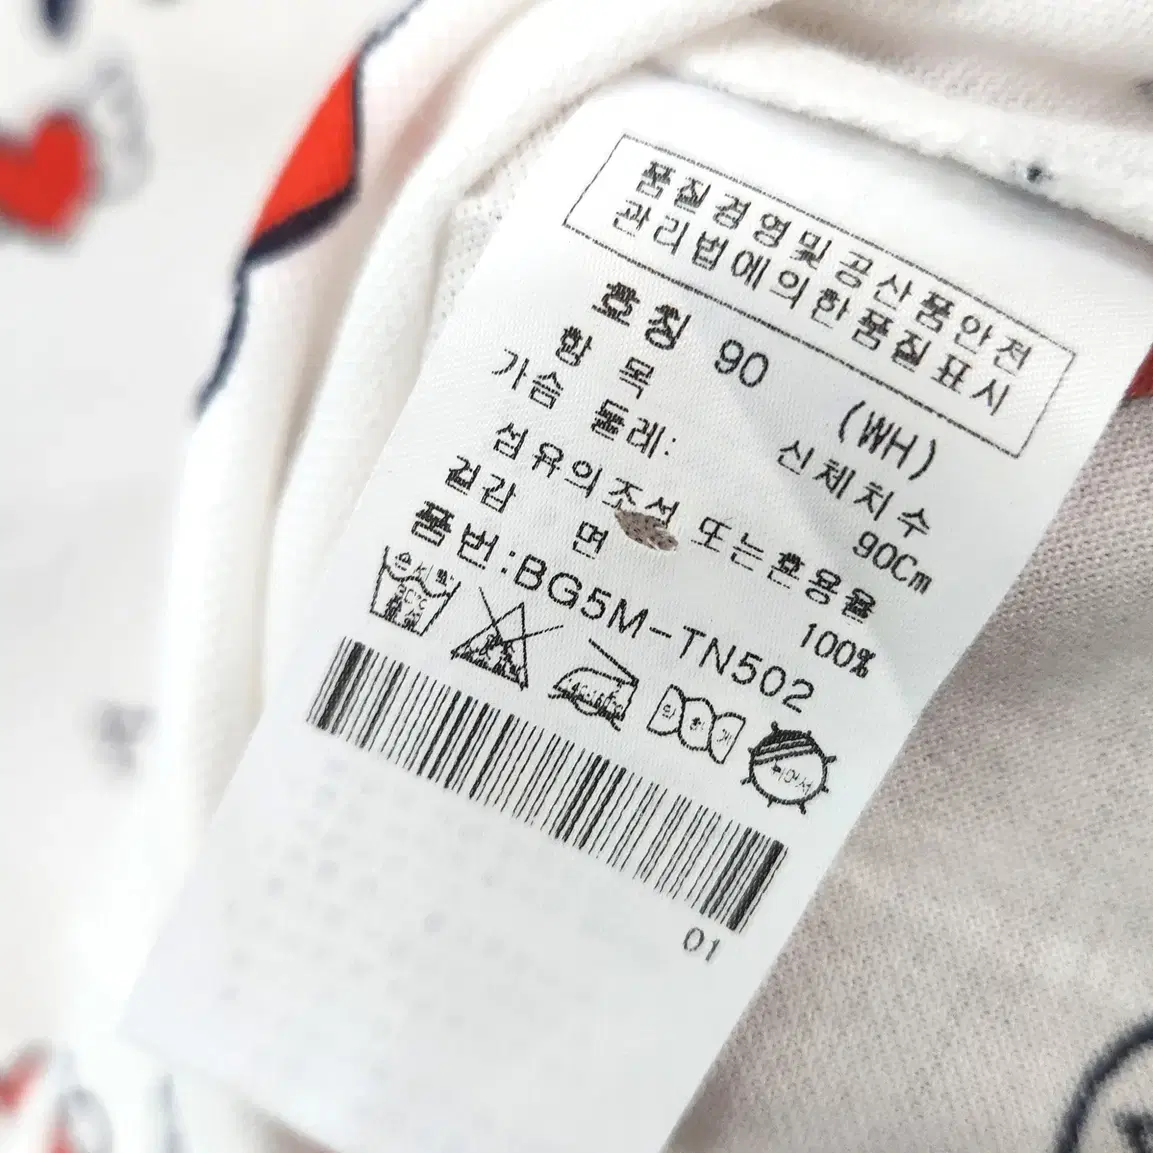 품질경영및공산품안전
관리법에의한품질표시
호칭 90 (WH)
항 목 신체치수
가슴 둘레: 90Cm
섬유의조성 또는혼용율
겉감 면 100%
품번:BG5M-TN502
01